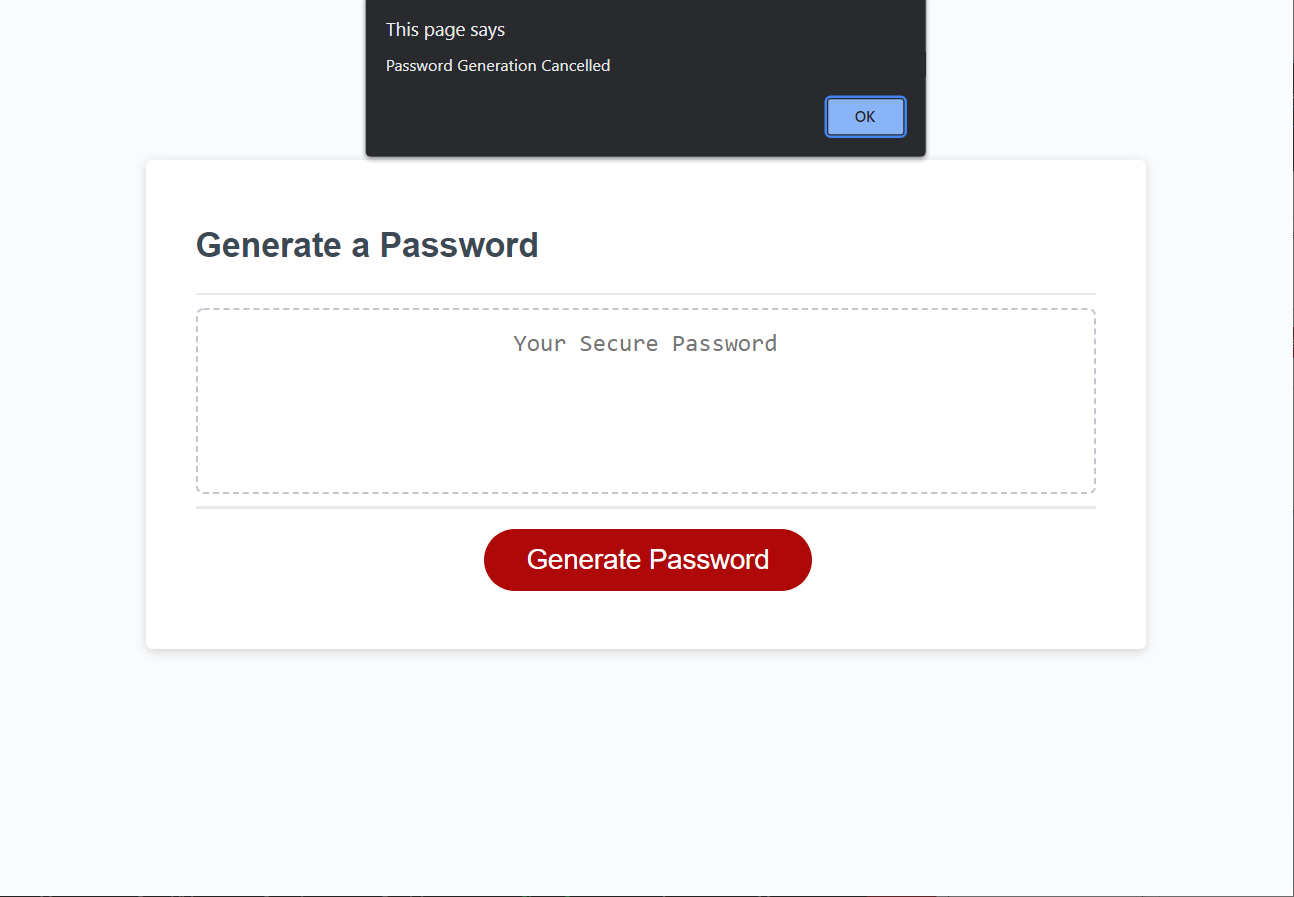 This page says
Password Generation Cancelled
OK
Generate a Password
Your Secure Password
Generate Password